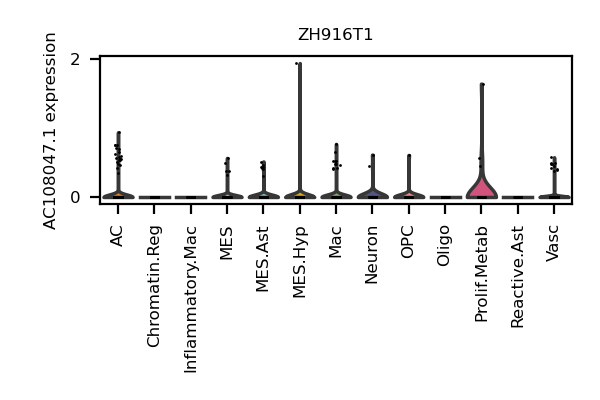 ZH916T1
AC108047.1 expression
2
0
AC
Chromatin.Reg
Inflammatory.Mac
MES
MES.Ast
MES.Hyp
Mac
Neuron
OPC
Oligo
Prolif.Metab
Reactive.Ast
Vasc